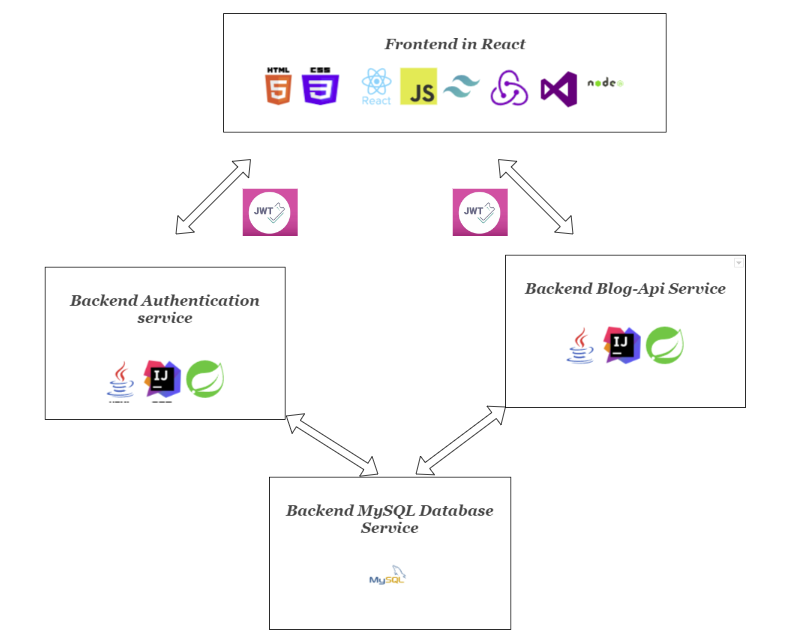 Frontend in React
HTML
CSS
5
3
React
JS
node
JWT
JWT
Backend Authentication
service
Backend Blog-Api Service
IJ
IJ
Backend MySQL Database
Service
MySQL